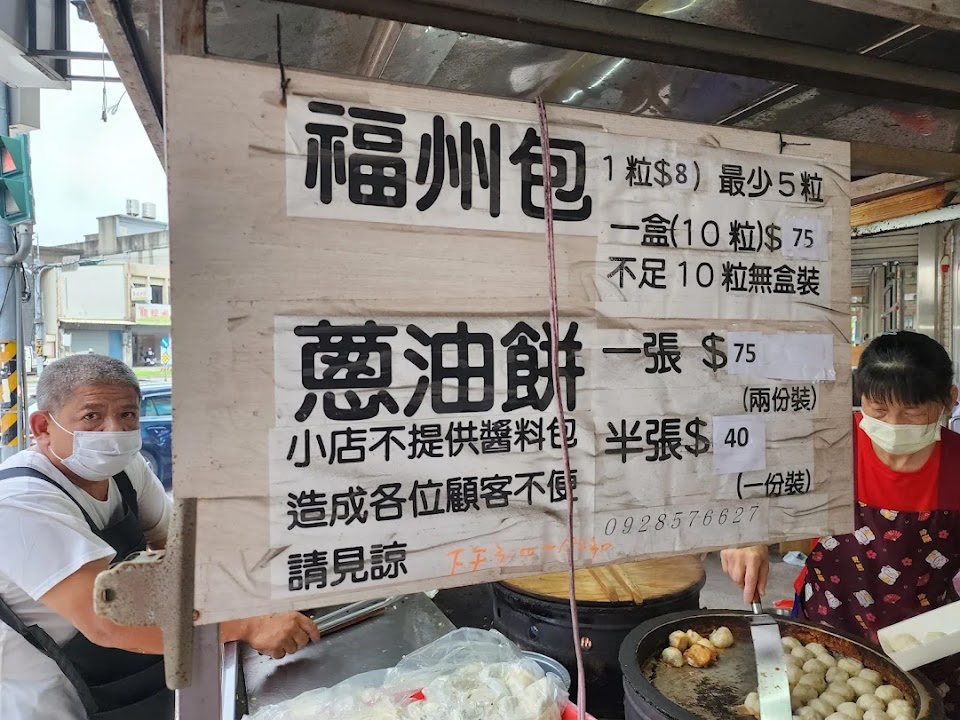 福州包
1粒$8) 最少5粒
一盒(10粒)$ 75
不足10粒無盒裝
蔥油餅
一張 $75
(兩份裝)
半張$ 40
(一份裝)
小店不提供醬料包
造成各位顧客不便
請見諒
0928576627